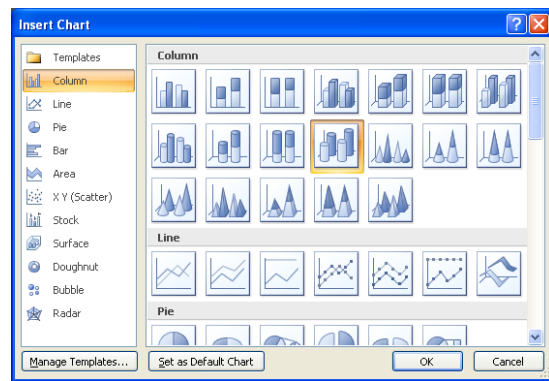 Insert Chart
Templates
Column
Line
Pie
Bar
Area
X Y (Scatter)
Stock
Surface
Doughnut
Bubble
Radar
Column
Line
Pie
Manage Templates...
Set as Default Chart
OK
Cancel